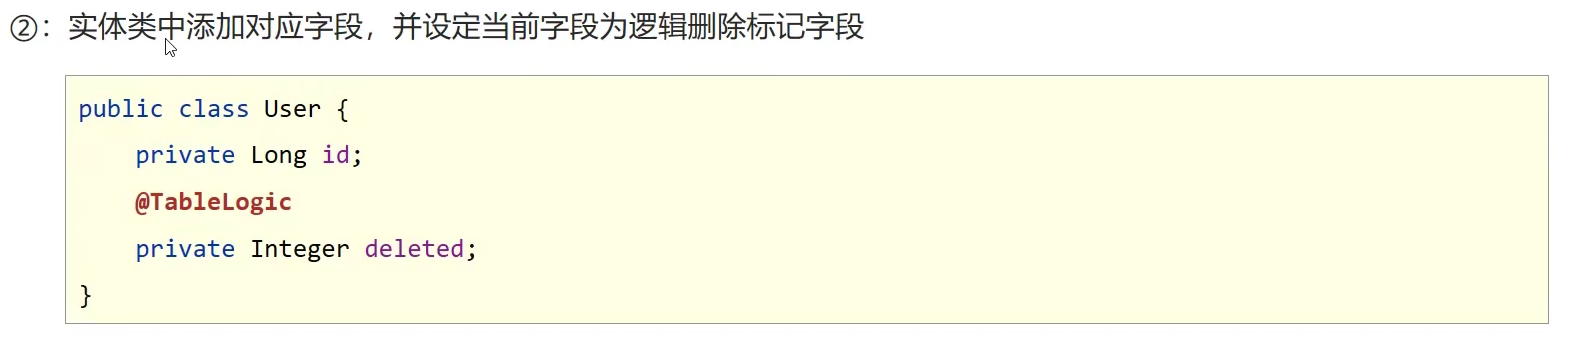 ②：实体类中添加对应字段，并设定当前字段为逻辑删除标记字段
public class User {
    private Long id;
    @TableLogic
    private Integer deleted;
}